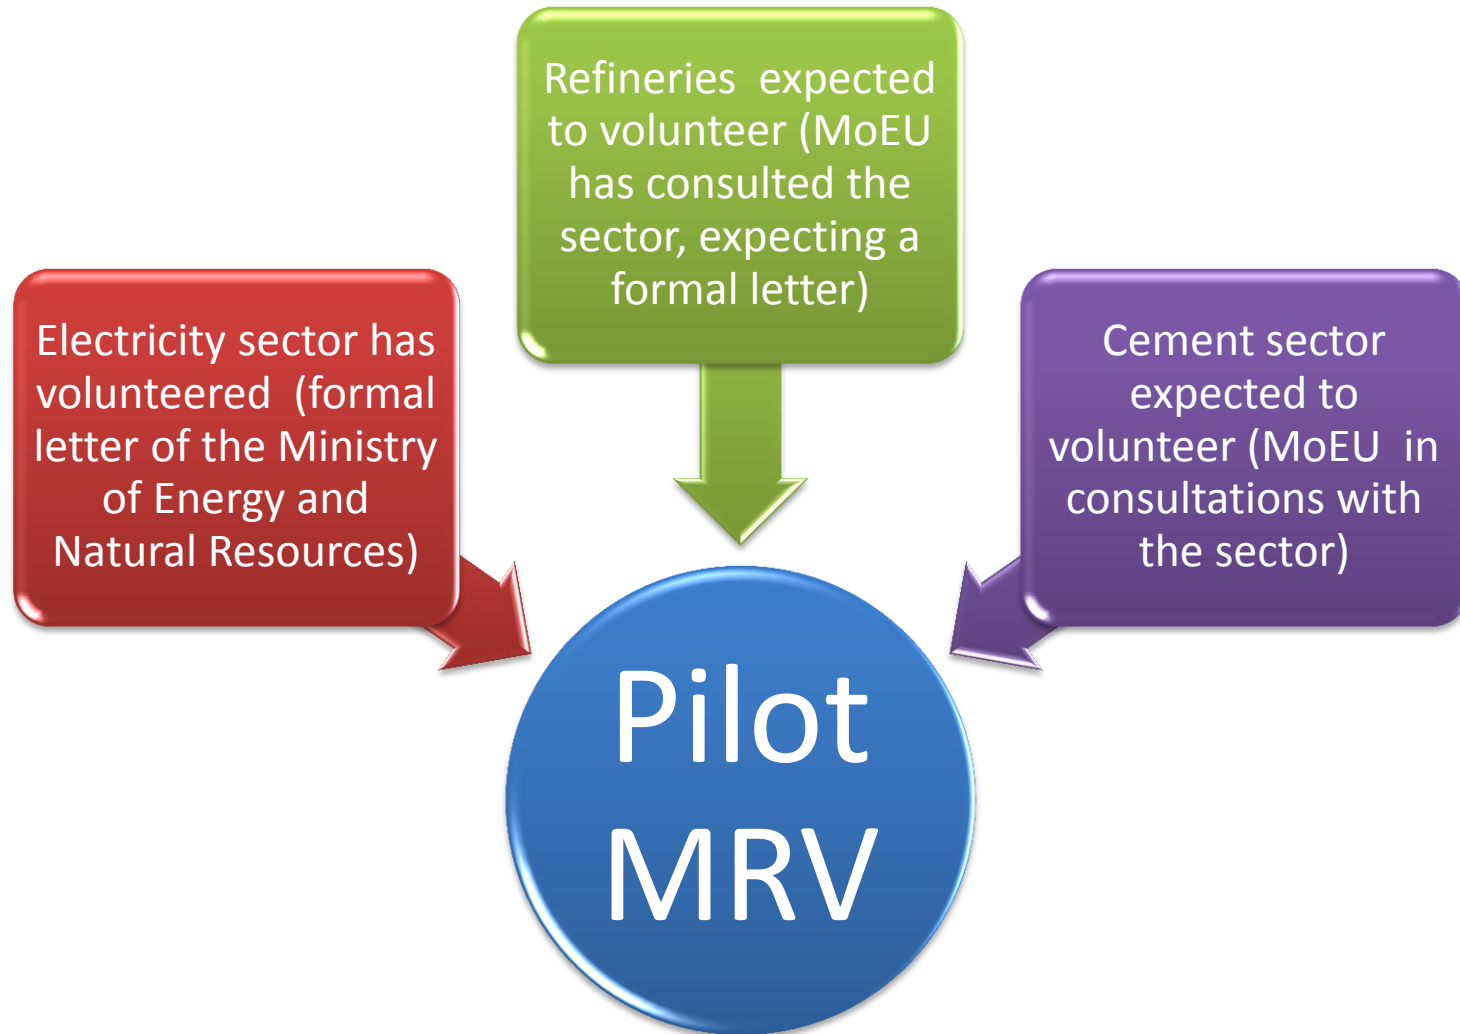 Refineries expected
to volunteer (MoEU
has consulted the
sector, expecting a
formal letter)
Electricity sector has
volunteered (formal
letter of the Ministry
of Energy and
Natural Resources)
Cement sector
expected to
volunteer (MoEU in
consultations with
the sector)
Pilot
MRV